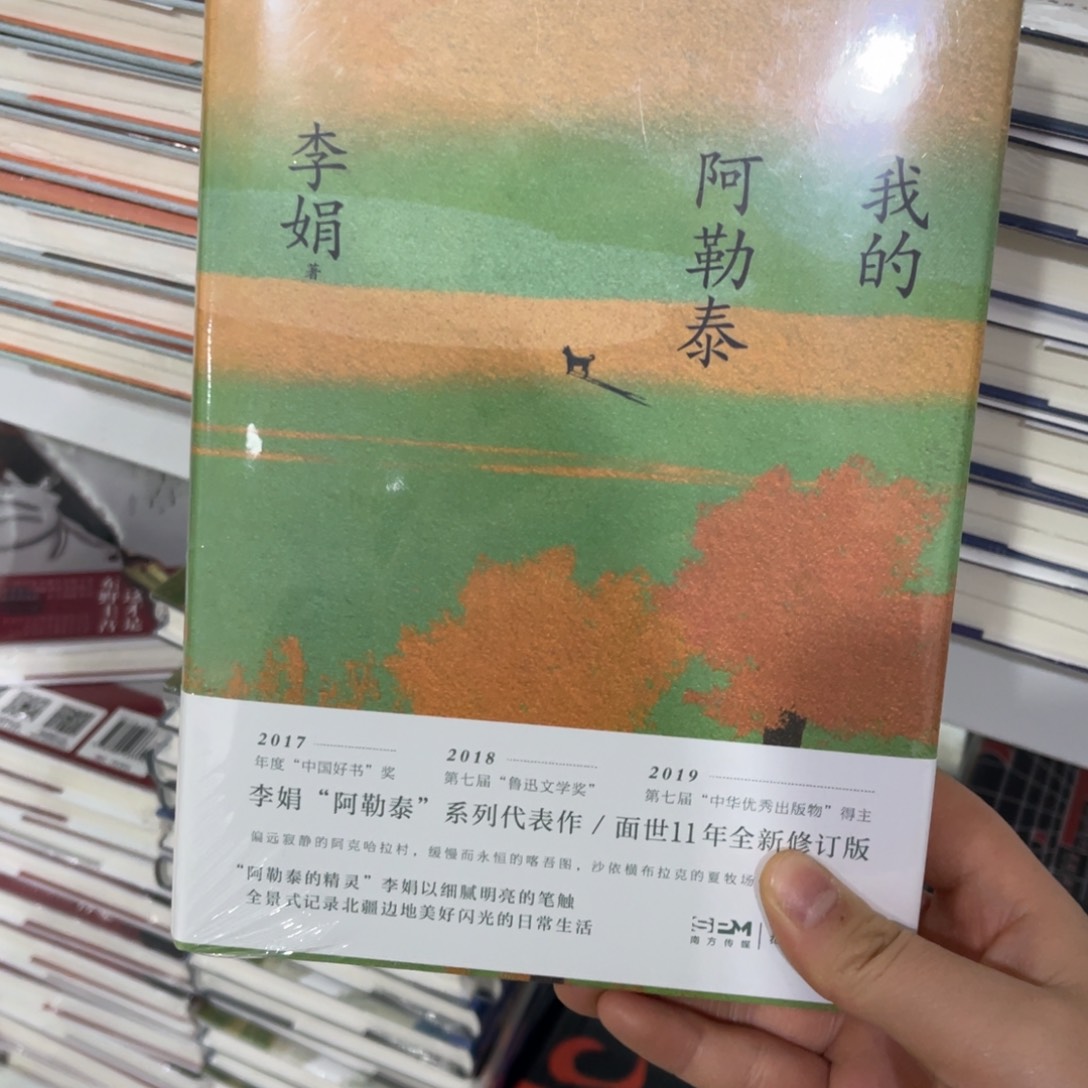 我的
阿勒泰
李娟
著
2017
年度“中国好书”奖
2018
第七届“鲁迅文学奖”
2019
第七届“中华优秀出版物”得主
李娟“阿勒泰”系列代表作 / 面世11年全新修订版
偏远寂静的阿克哈拉村，缓慢而永恒的喀吾图，沙依横布拉克的夏牧场
“阿勒泰的精灵”李娟以细腻明亮的笔触
全景式记录北疆边地美好闪光的日常生活
SPM
南方传媒